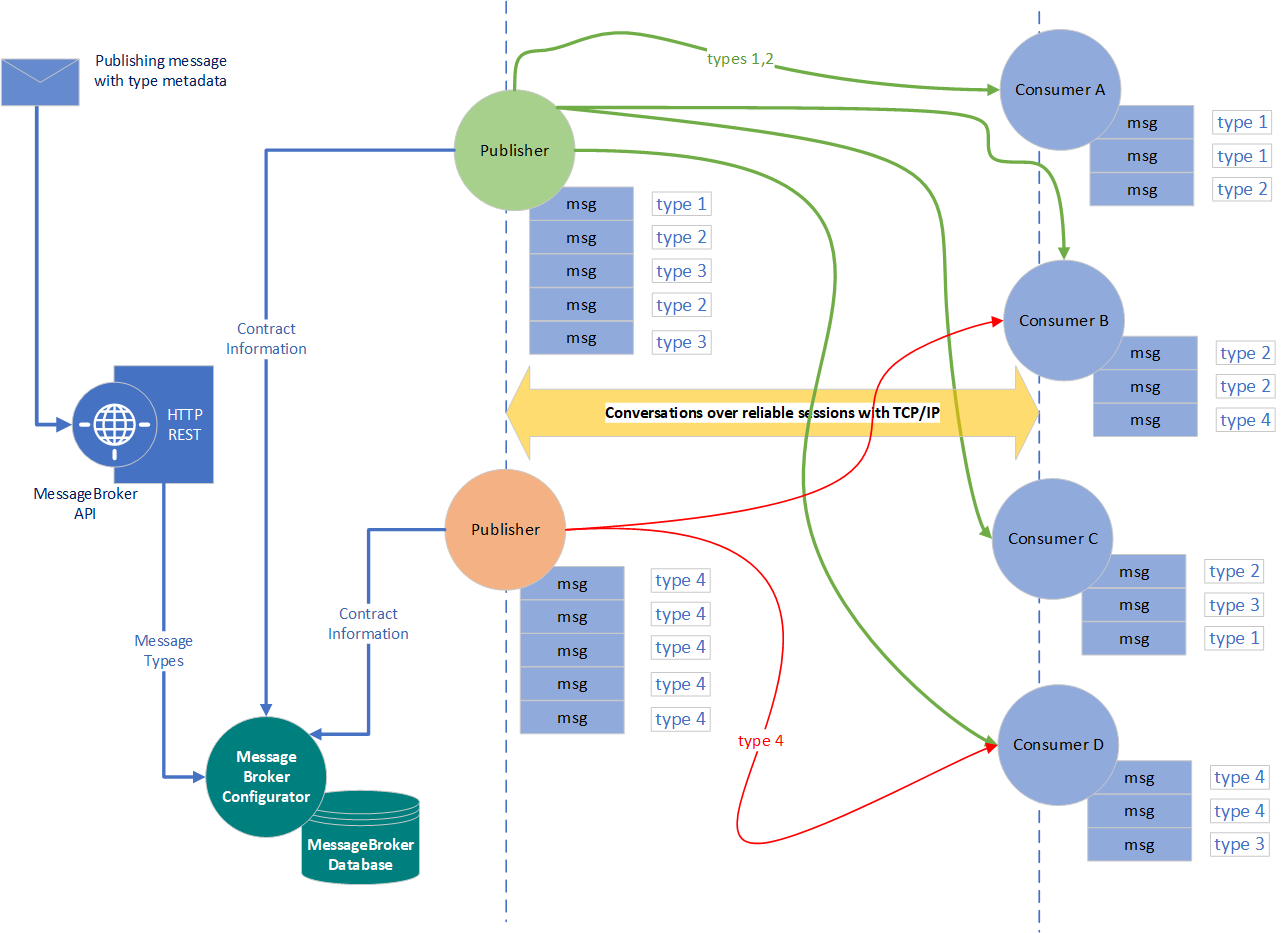 Publishing message
with type metadata
types 1,2
Consumer A
msg
type 1
msg
type 1
msg
type 2
Publisher
msg
type 1
msg
type 2
msg
type 3
msg
type 2
msg
type 3
Contract
Information
Consumer B
msg
type 2
msg
type 2
msg
type 4
Conversations over reliable sessions with TCP/IP
HTTP
REST
MessageBroker
API
Publisher
msg
type 4
msg
type 4
msg
type 4
msg
type 4
msg
type 4
Consumer C
msg
type 2
msg
type 3
msg
type 1
Contract
Information
Message
Types
type 4
Consumer D
msg
type 4
msg
type 4
msg
type 3
Message
Broker
Configurator
MessageBroker
Database